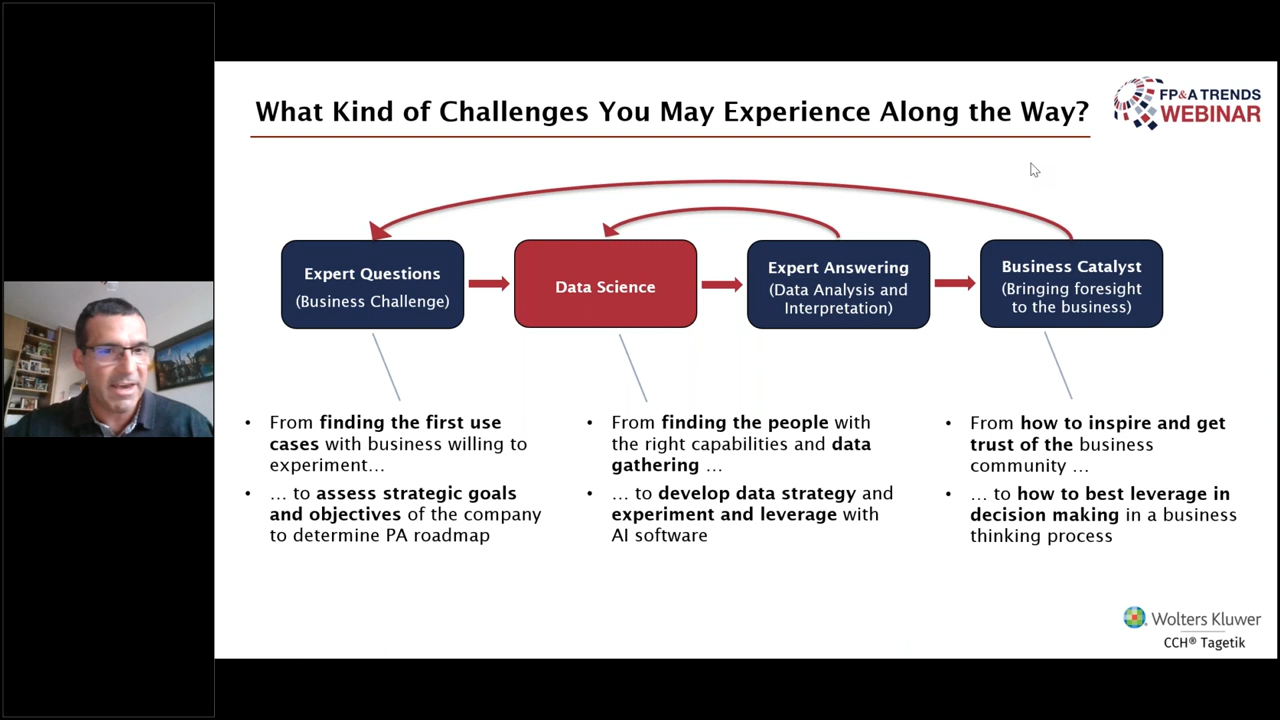 What Kind of Challenges You May Experience Along the Way?
FP&A TRENDS
WEBINAR
Expert Questions
(Business Challenge)
Data Science
Expert Answering
(Data Analysis and
Interpretation)
Business Catalyst
(Bringing foresight
to the business)
• From finding the first use
cases with business willing to
experiment…
• … to assess strategic goals
and objectives of the company
to determine PA roadmap
• From finding the people with
the right capabilities and data
gathering …
• … to develop data strategy and
experiment and leverage with
AI software
• From how to inspire and get
trust of the business
community …
• … to how to best leverage in
decision making in a business
thinking process
Wolters Kluwer
CCH® Tagetik